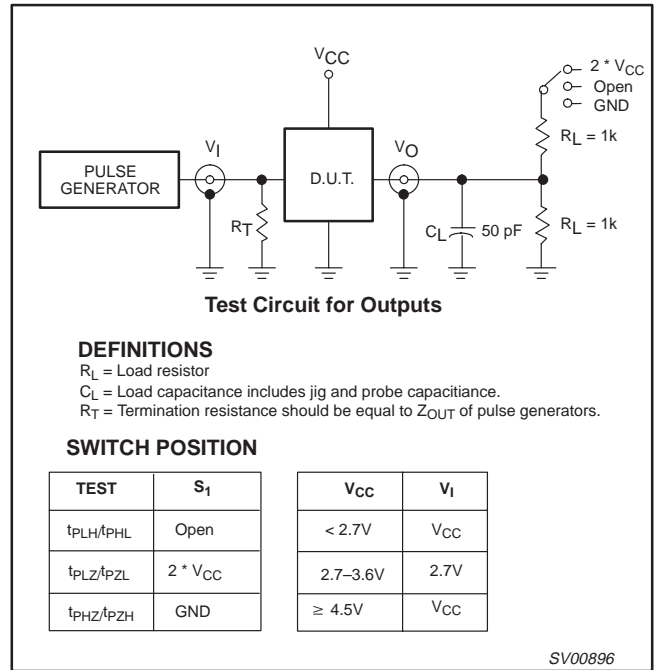 VCC
2 * VCC
Open
GND
RL = 1k
VI
VO
PULSE
GENERATOR
D.U.T.
RT
CL
50 pF
RL = 1k
Test Circuit for Outputs
DEFINITIONS
RL = Load resistor
CL = Load capacitance includes jig and probe capacitiance.
RT = Termination resistance should be equal to ZOUT of pulse generators.
SWITCH POSITION
TEST S1
tPLH/tPHL Open
tPLZ/tPZL 2 * VCC
tPHZ/tPZH GND
VCC VI
< 2.7V VCC
2.7–3.6V 2.7V
≥ 4.5V VCC
SV00896